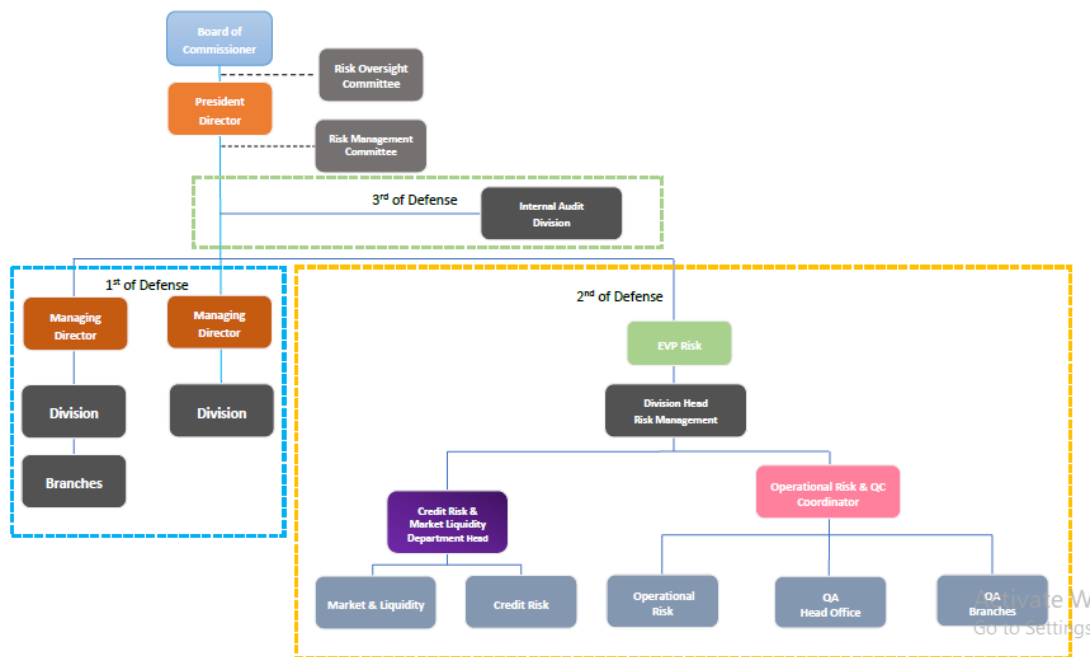 Board of
Commissioner
Risk Oversight
Committee
President
Director
Risk Management
Committee
3rd of Defense
Internal Audit
Division
1st of Defense
2nd of Defense
Managing
Director
Managing
Director
EVP Risk
Division
Division
Division Head
Risk Management
Branches
Credit Risk &
Market Liquidity
Department Head
Operational Risk & QC
Coordinator
Market & Liquidity
Credit Risk
Operational
Risk
QA
Head Office
QA
Branches
Activate W
Go to Settings